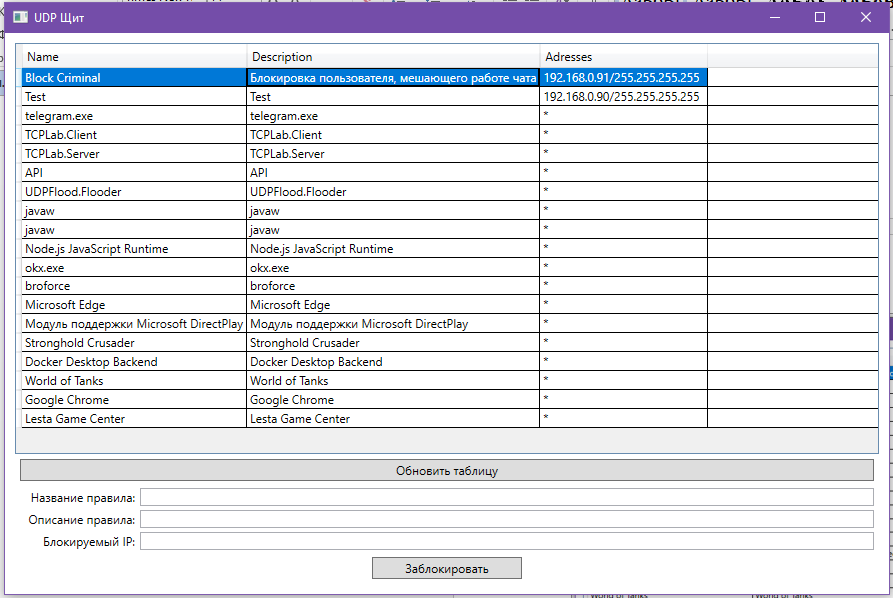 UDP Щит
Name Description Adresses
Block Criminal Блокировка пользователя, мешающего работе чата 192.168.0.91/255.255.255.255
Test Test 192.168.0.90/255.255.255.255
telegram.exe telegram.exe *
TCPLab.Client TCPLab.Client *
TCPLab.Server TCPLab.Server *
API API *
UDPFlood.Flooder UDPFlood.Flooder *
javaw javaw *
javaw javaw *
Node.js JavaScript Runtime Node.js JavaScript Runtime *
okx.exe okx.exe *
broforce broforce *
Microsoft Edge Microsoft Edge *
Модуль поддержки Microsoft DirectPlay Модуль поддержки Microsoft DirectPlay *
Stronghold Crusader Stronghold Crusader *
Docker Desktop Backend Docker Desktop Backend *
World of Tanks World of Tanks *
Google Chrome Google Chrome *
Lesta Game Center Lesta Game Center *
Обновить таблицу
Название правила:
Описание правила:
Блокируемый IP:
Заблокировать